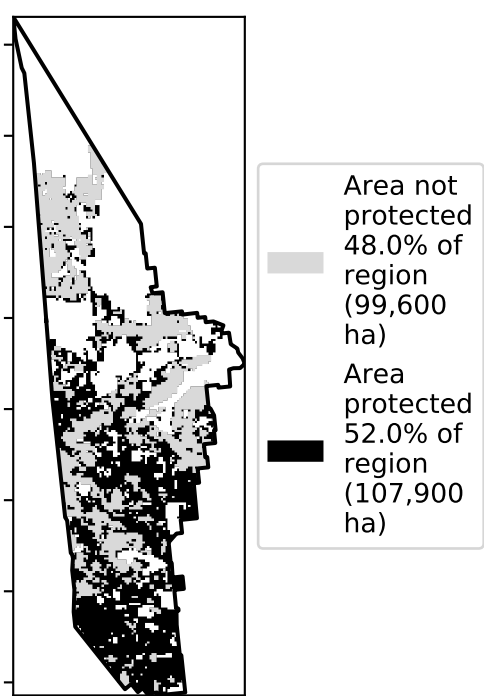 Area not
protected
48.0% of
region
(99,600
ha)
Area
protected
52.0% of
region
(107,900
ha)